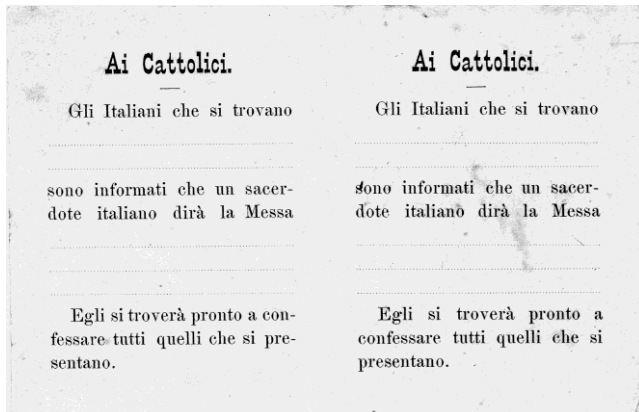 Ai Cattolici.
Gli Italiani che si trovano
sono informati che un sacer-
dote italiano dirà la Messa
Egli si troverà pronto a con-
fessare tutti quelli che si pre-
sentano.
Ai Cattolici.
Gli Italiani che si trovano
sono informati che un sacer-
dote italiano dirà la Messa
Egli si troverà pronto a
confessare tutti quelli che si
presentano.